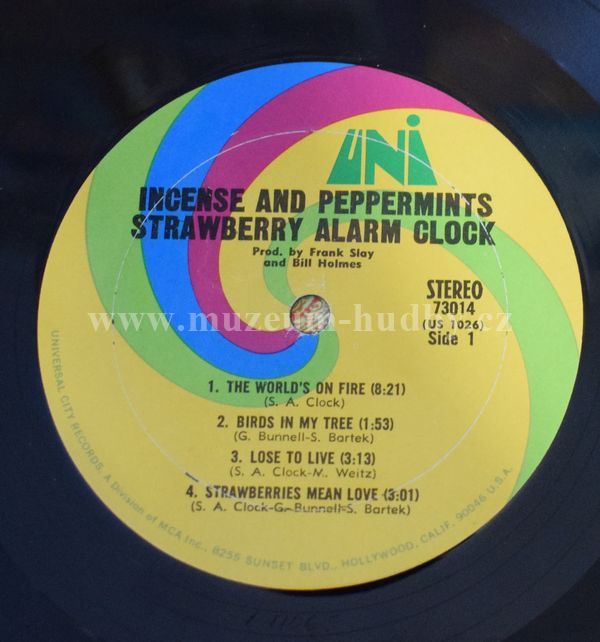 UNI
INCENSE AND PEPPERMINTS
STRAWBERRY ALARM CLOCK
Prod. by Frank Slay
and Bill Holmes
STEREO
73014
(US 1026)
Side 1
www.muzeum-hudby.cz
1. THE WORLD'S ON FIRE (8:21)
(S. A. Clock)
2. BIRDS IN MY TREE (1:53)
(G. Bunnell-S. Bartek)
3. LOSE TO LIVE (3:13)
(S. A. Clock-M. Weitz)
4. STRAWBERRIES MEAN LOVE (3:01)
(S. A. Clock-G. Bunnell-S. Bartek)
UNIVERSAL CITY RECORDS, A Division of MCA Inc., 8255 SUNSET BLVD., HOLLYWOOD, CALIF. 90046 U.S.A.